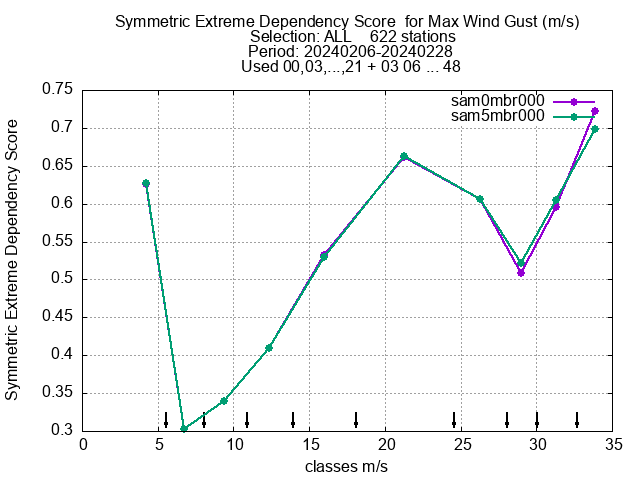 Symmetric Extreme Dependency Score  for Max Wind Gust (m/s)
Selection: ALL    622 stations
Period: 20240206-20240228
Used 00,03,...,21 + 03 06 ... 48
sam0mbr000
sam5mbr000
Symmetric Extreme Dependency Score
0.75
0.7
0.65
0.6
0.55
0.5
0.45
0.4
0.35
0.3
0 5 10 15 20 25 30 35
classes m/s